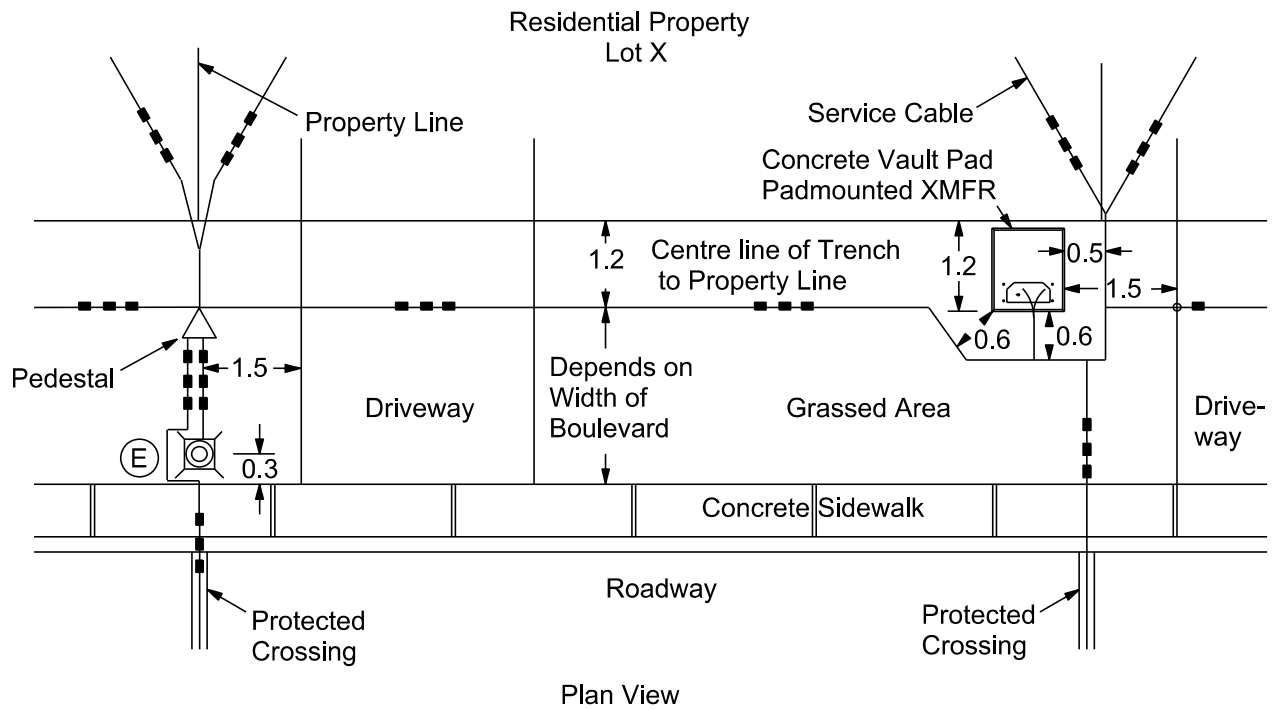 Residential Property
Lot X
Property Line
Service Cable
Concrete Vault Pad
Padmounted XMFR
1.2
Centre line of Trench
to Property Line
1.2
0.5
1.5
0.6
0.6
Pedestal
1.5
Driveway
Depends on
Width of
Boulevard
Grassed Area
Drive-
way
E
0.3
Concrete Sidewalk
Roadway
Protected
Crossing
Protected
Crossing
Plan View